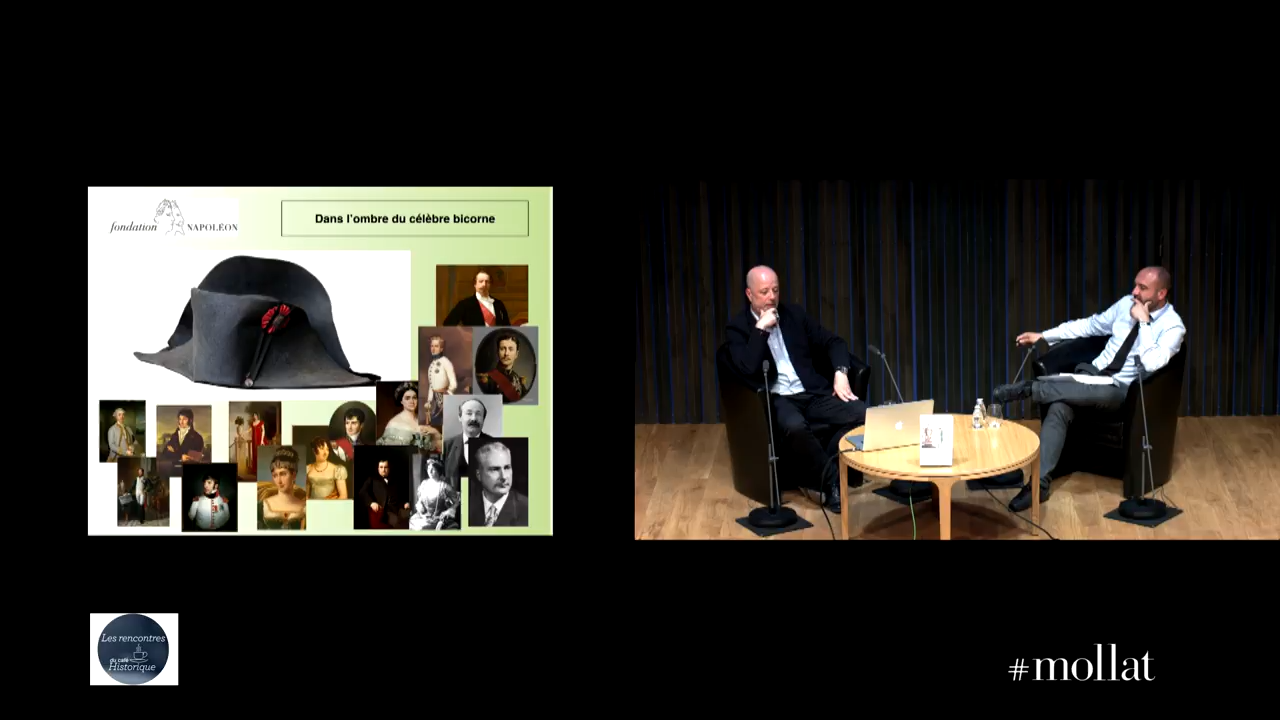 fondation NAPOLÉON
Dans l'ombre du célèbre bicorne
Les rencontres
du café
Historique
#mollat